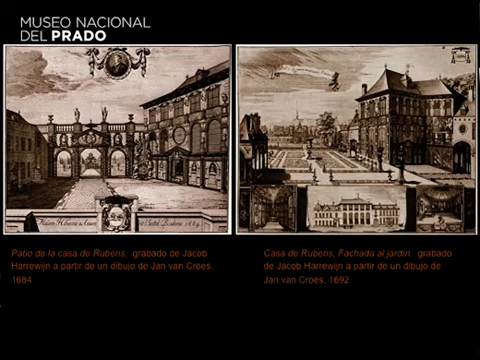 MUSEO NACIONAL
DEL PRADO
Patio de la casa de Rubens, grabado de Jacob
Harrewijn a partir de un dibujo de Jan van Croes,
1684
Casa de Rubens, Fachada al jardín, grabado
de Jacob Harrewijn a partir de un dibujo de
Jan van Croes, 1692